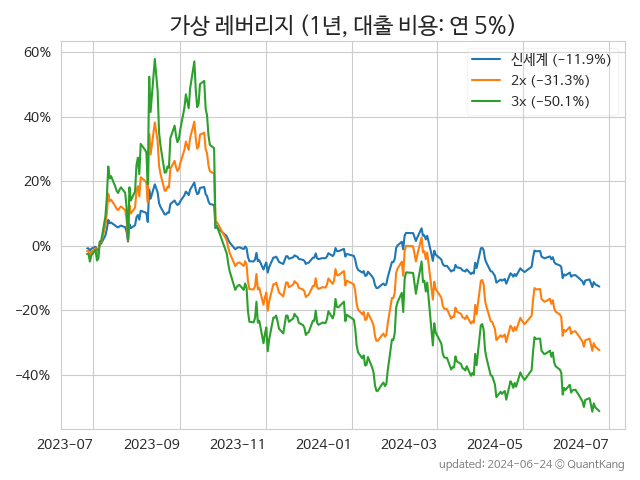 가상 레버리지 (1년, 대출 비용: 연 5%)
신세계 (−11.9%)
2x (−31.3%)
3x (−50.1%)
60%
40%
20%
0%
−20%
−40%
2023-07
2023-09
2023-11
2024-01
2024-03
2024-05
2024-07
updated: 2024-06-24 © QuantKang